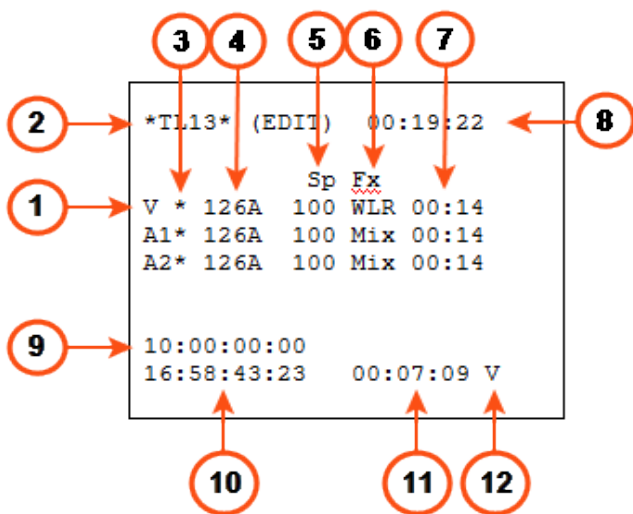 3 4 5 6 7
2 *TL13* (EDIT) 00:19:22 8
Sp Fx
1 V * 126A 100 WLR 00:14
A1* 126A 100 Mix 00:14
A2* 126A 100 Mix 00:14
9 10:00:00:00
16:58:43:23 00:07:09 V
10 11 12